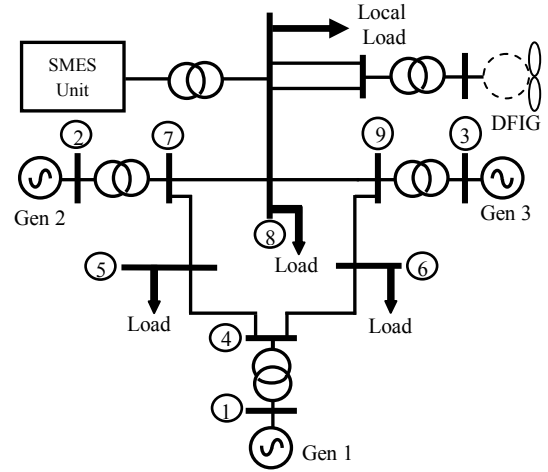 Local
Load
SMES
Unit
DFIG
2
7
9
3
Gen 2
Gen 3
8
Load
5
6
Load
Load
4
1
Gen 1